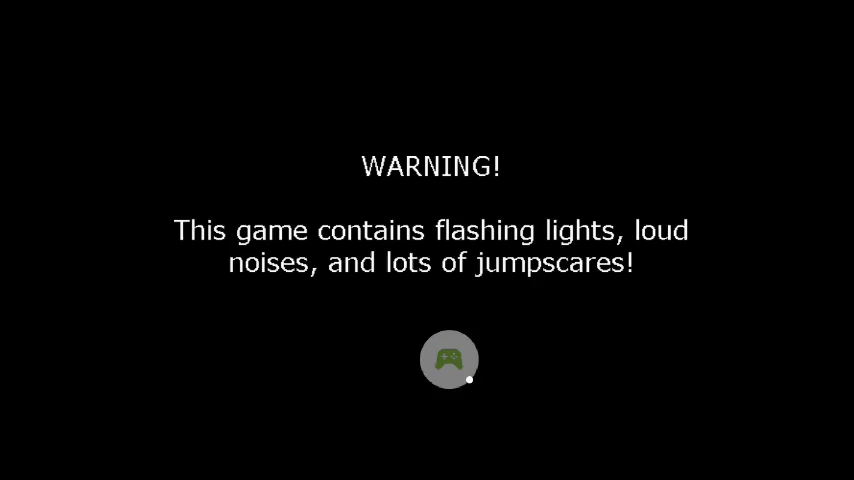 WARNING!
This game contains flashing lights, loud
noises, and lots of jumpscares!